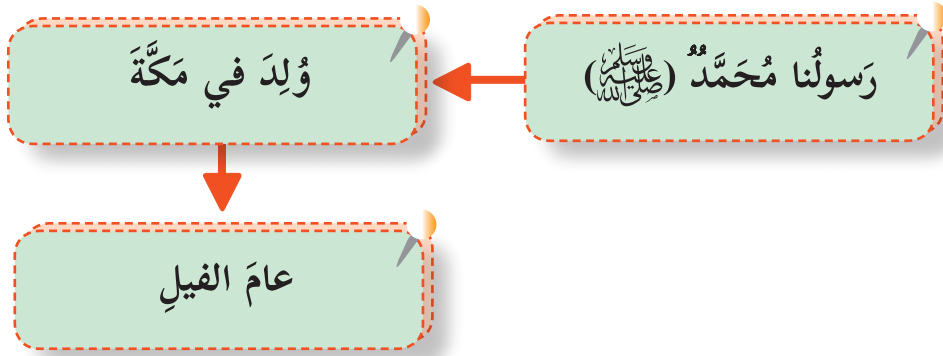 رَسولُنا مُحَمَّدٌ (ﷺ)
وُلِدَ في مَكَّةَ
عامَ الفيلِ